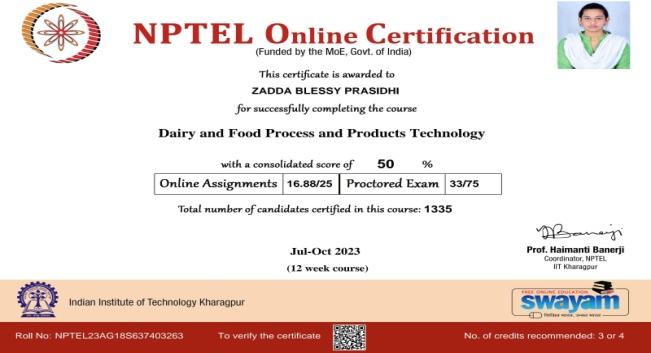 NPTEL Online Certification
(Funded by the MoE, Govt. of India)
This certificate is awarded to
ZADDA BLESSY PRASIDHI
for successfully completing the course
Dairy and Food Process and Products Technology
with a consolidated score of 50 %
Online Assignments 16.88/25 Proctored Exam 33/75
Total number of candidates certified in this course: 1335
Jul-Oct 2023
(12 week course)
Prof. Haimanti Banerji
Coordinator, NPTEL
IIT Kharagpur
Indian Institute of Technology Kharagpur
FREE ONLINE EDUCATION
swayam
शिक्षित भारत, उन्नत भारत
Roll No: NPTEL23AG18S637403263
To verify the certificate
No. of credits recommended: 3 or 4